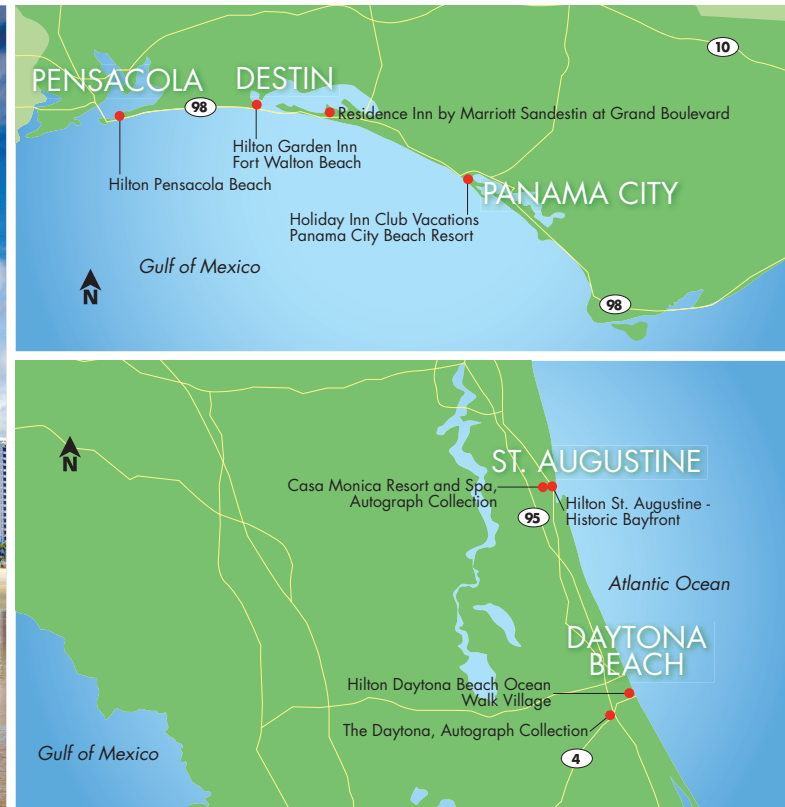 10
PENSACOLA
DESTIN
98
Residence Inn by Marriott Sandestin at Grand Boulevard
Hilton Garden Inn
Fort Walton Beach
Hilton Pensacola Beach
PANAMA CITY
Holiday Inn Club Vacations
Panama City Beach Resort
Gulf of Mexico
N
98
N
ST. AUGUSTINE
Casa Monica Resort and Spa,
Autograph Collection
Hilton St. Augustine -
Historic Bayfront
95
Atlantic Ocean
DAYTONA
BEACH
Hilton Daytona Beach Ocean
Walk Village
The Daytona, Autograph Collection
Gulf of Mexico
4